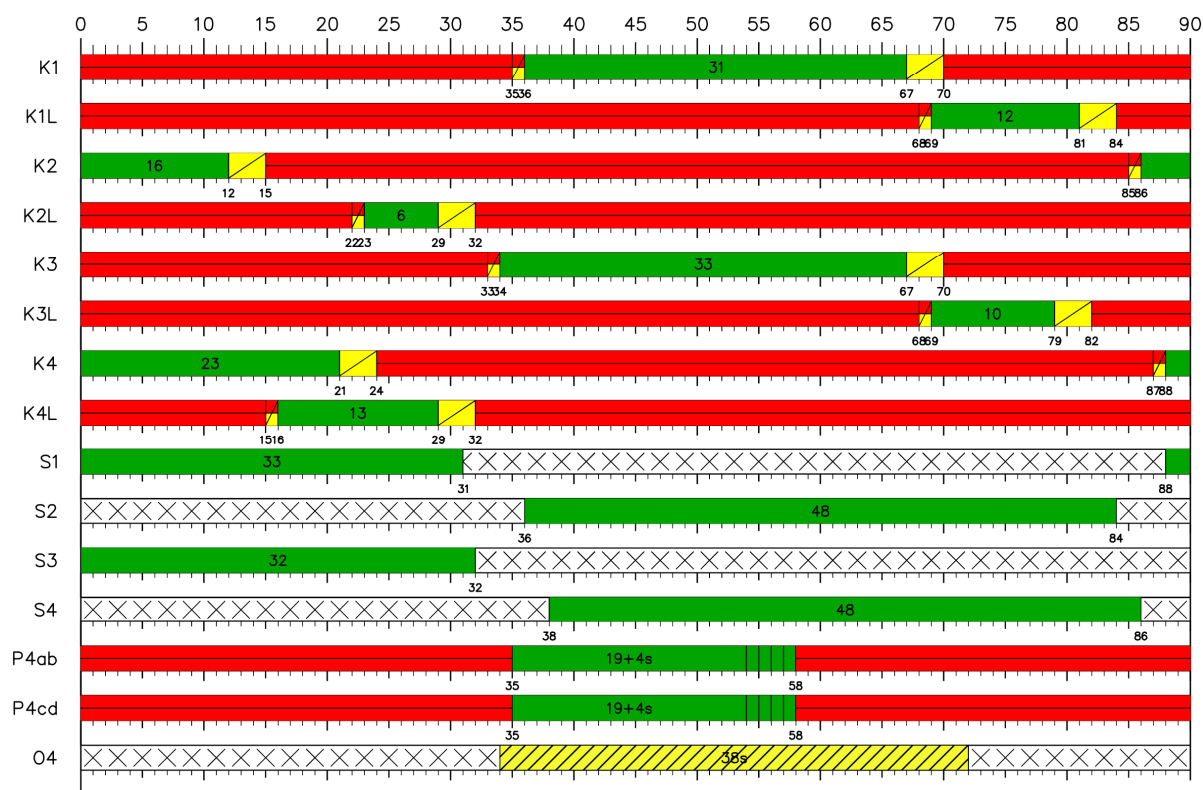 0 5 10 15 20 25 30 35 40 45 50 55 60 65 70 75 80 85 90
K1 31
35 36 67 70
K1L 12
68 69 81 84
K2 16
12 15 85 86
K2L 6
22 23 29 32
K3 33
33 34 67 70
K3L 10
68 69 79 82
K4 23
21 24 87 88
K4L 13
15 16 29 32
S1 33
31 88
S2 48
36 84
S3 32
32
S4 48
38 86
P4ab 19+4s
35 58
P4cd 19+4s
35 58
O4 38s